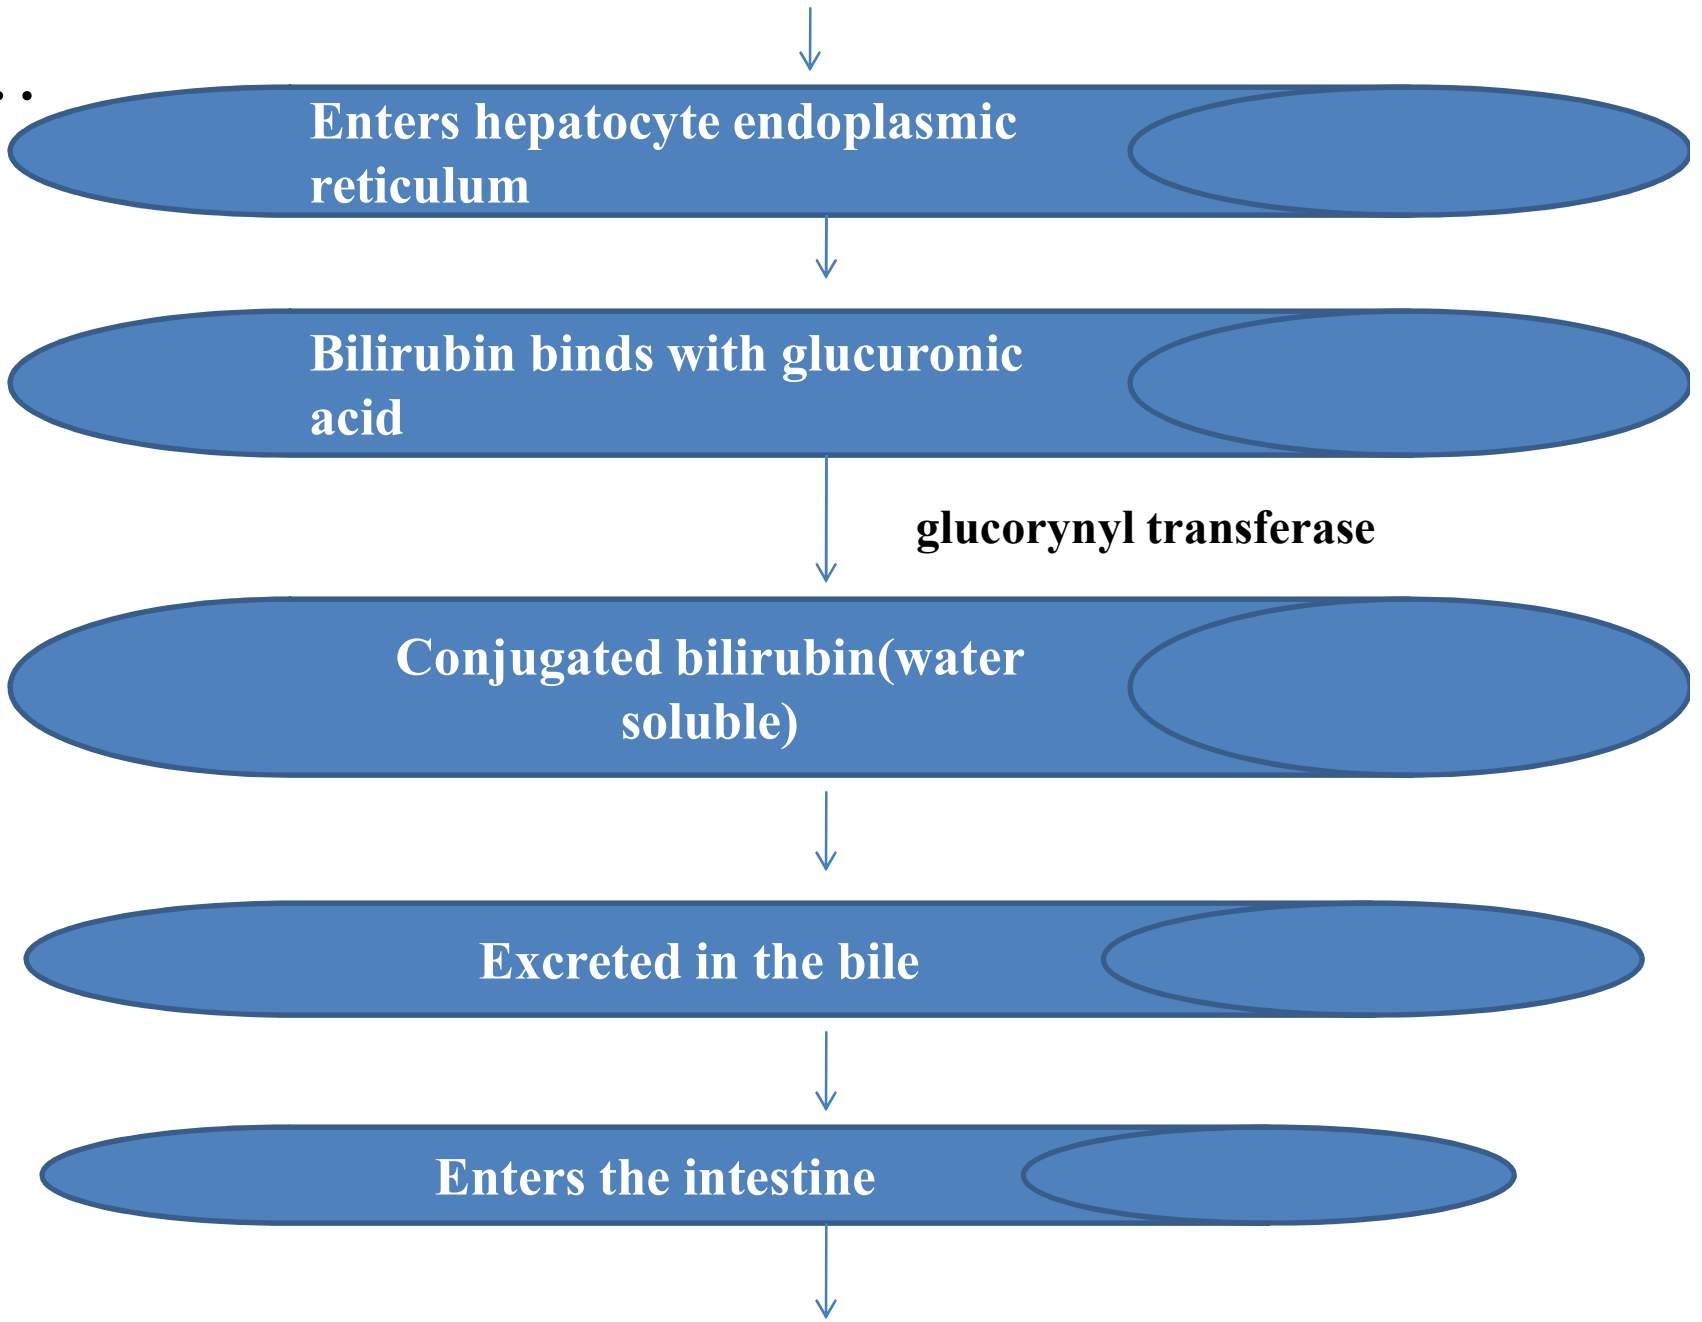 ..
Enters hepatocyte endoplasmic
reticulum
Bilirubin binds with glucuronic
acid
glucorynyl transferase
Conjugated bilirubin(water
soluble)
Excreted in the bile
Enters the intestine